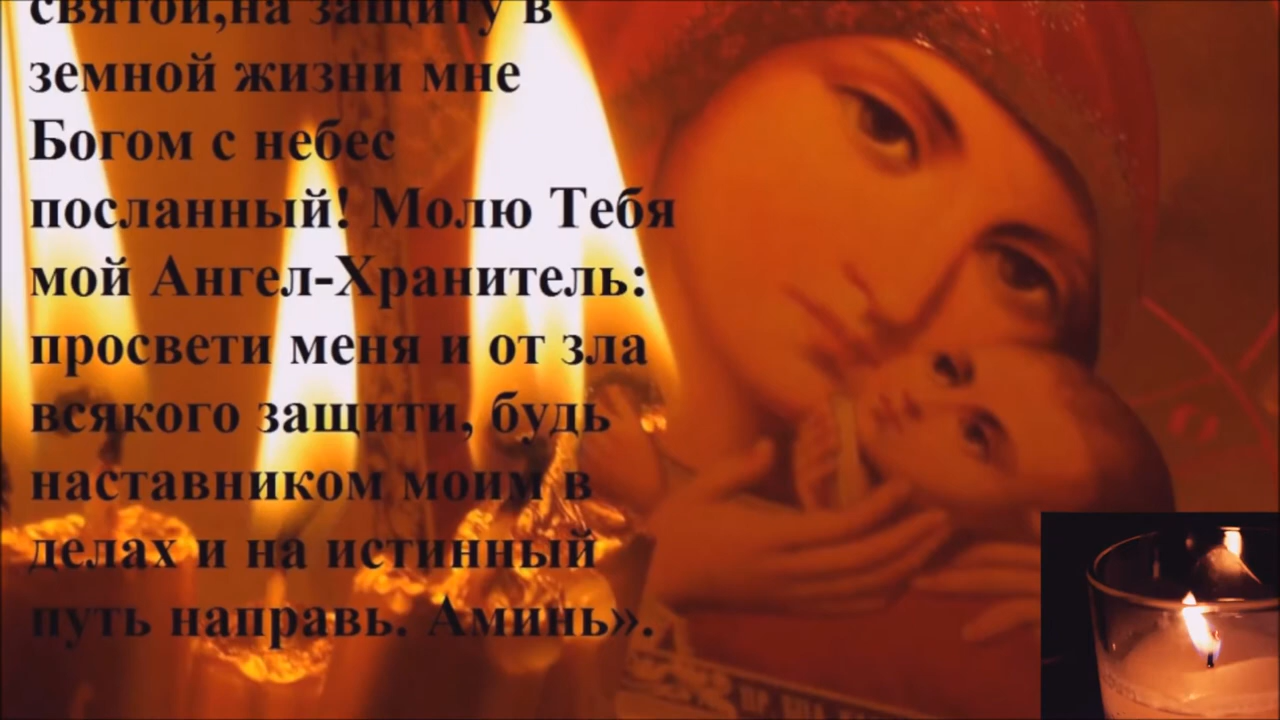 святой,на защиту в
земной жизни мне
Богом с небес
посланный! Молю Тебя
мой Ангел-Хранитель:
просвети меня и от зла
всякого защити, будь
наставником моим в
делах и на истинный
путь направь. Аминь».